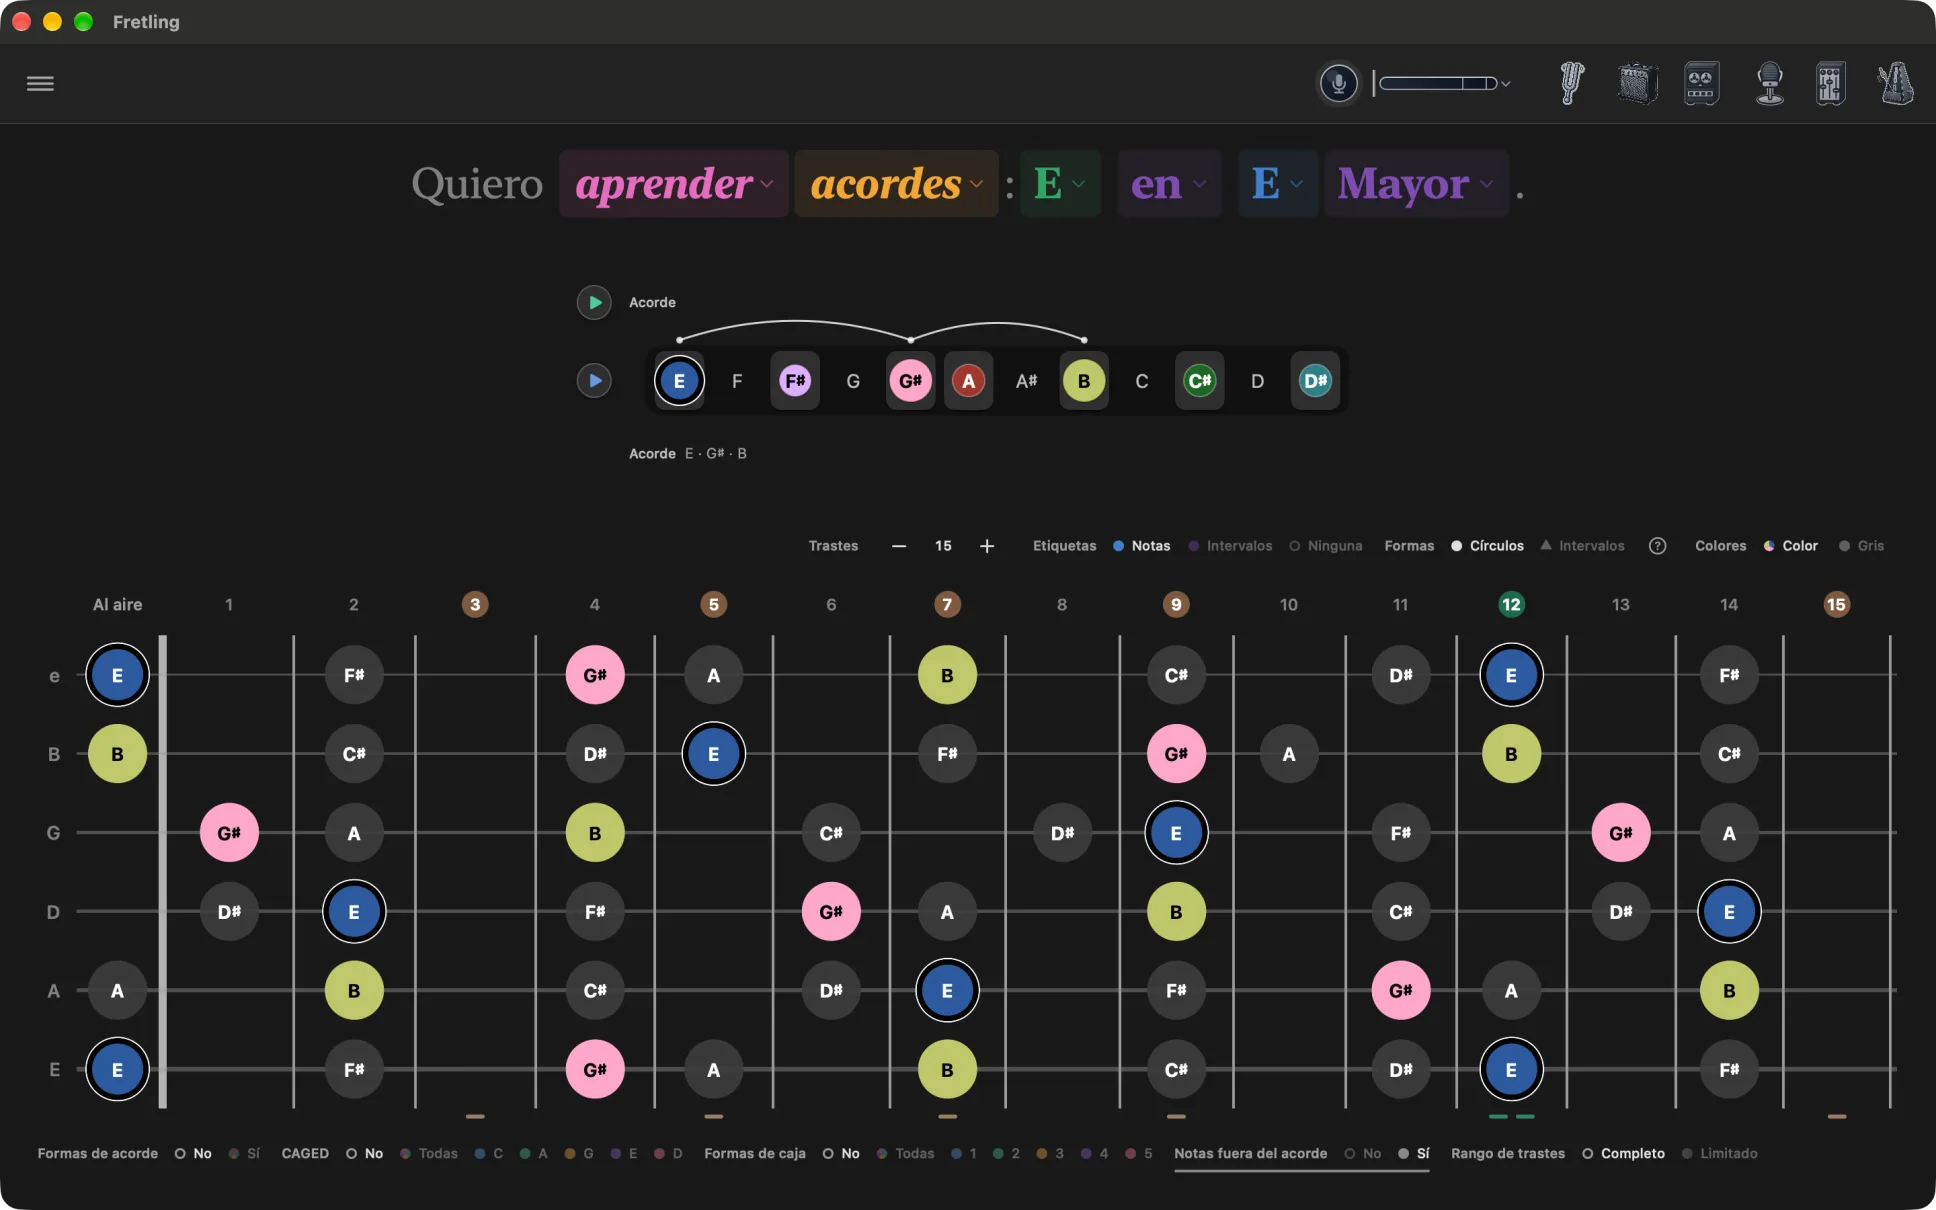 Fretling
Quiero aprender acordes : E en E Mayor .
Acorde
E F F# G G# A A# B C C# D D#
Acorde E · G# · B
Trastes — 15 + Etiquetas Notas Intervalos Ninguna Formas Círculos Intervalos ? Colores Color Gris
Al aire 1 2 3 4 5 6 7 8 9 10 11 12 13 14 15
e E F# G# A B C# D# E F#
B B C# D# E F# G# A B C#
G G# A B C# D# E F# G# A
D D# E F# G# A B C# D# E
A A B C# D# E F# G# A B
E E F# G# A B C# D# E F#
Formas de acorde No Sí CAGED No Todas C A G E D Formas de caja No Todas 1 2 3 4 5 Notas fuera del acorde No Sí Rango de trastes Completo Limitado